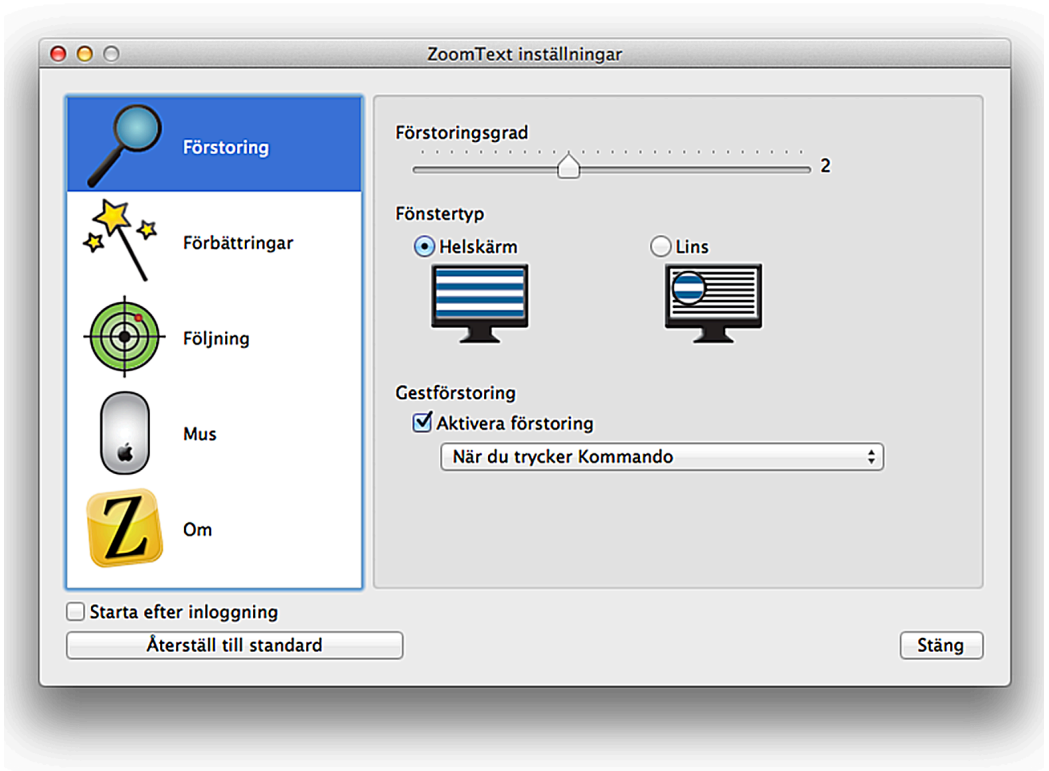 ZoomText inställningar
Förstoring
Förbättringar
Följning
Mus
Z
Om
Förstoringsgrad
2
Fönstertyp
Helskärm
Lins
Gestförstoring
Aktivera förstoring
När du trycker Kommando
Starta efter inloggning
Återställ till standard
Stäng